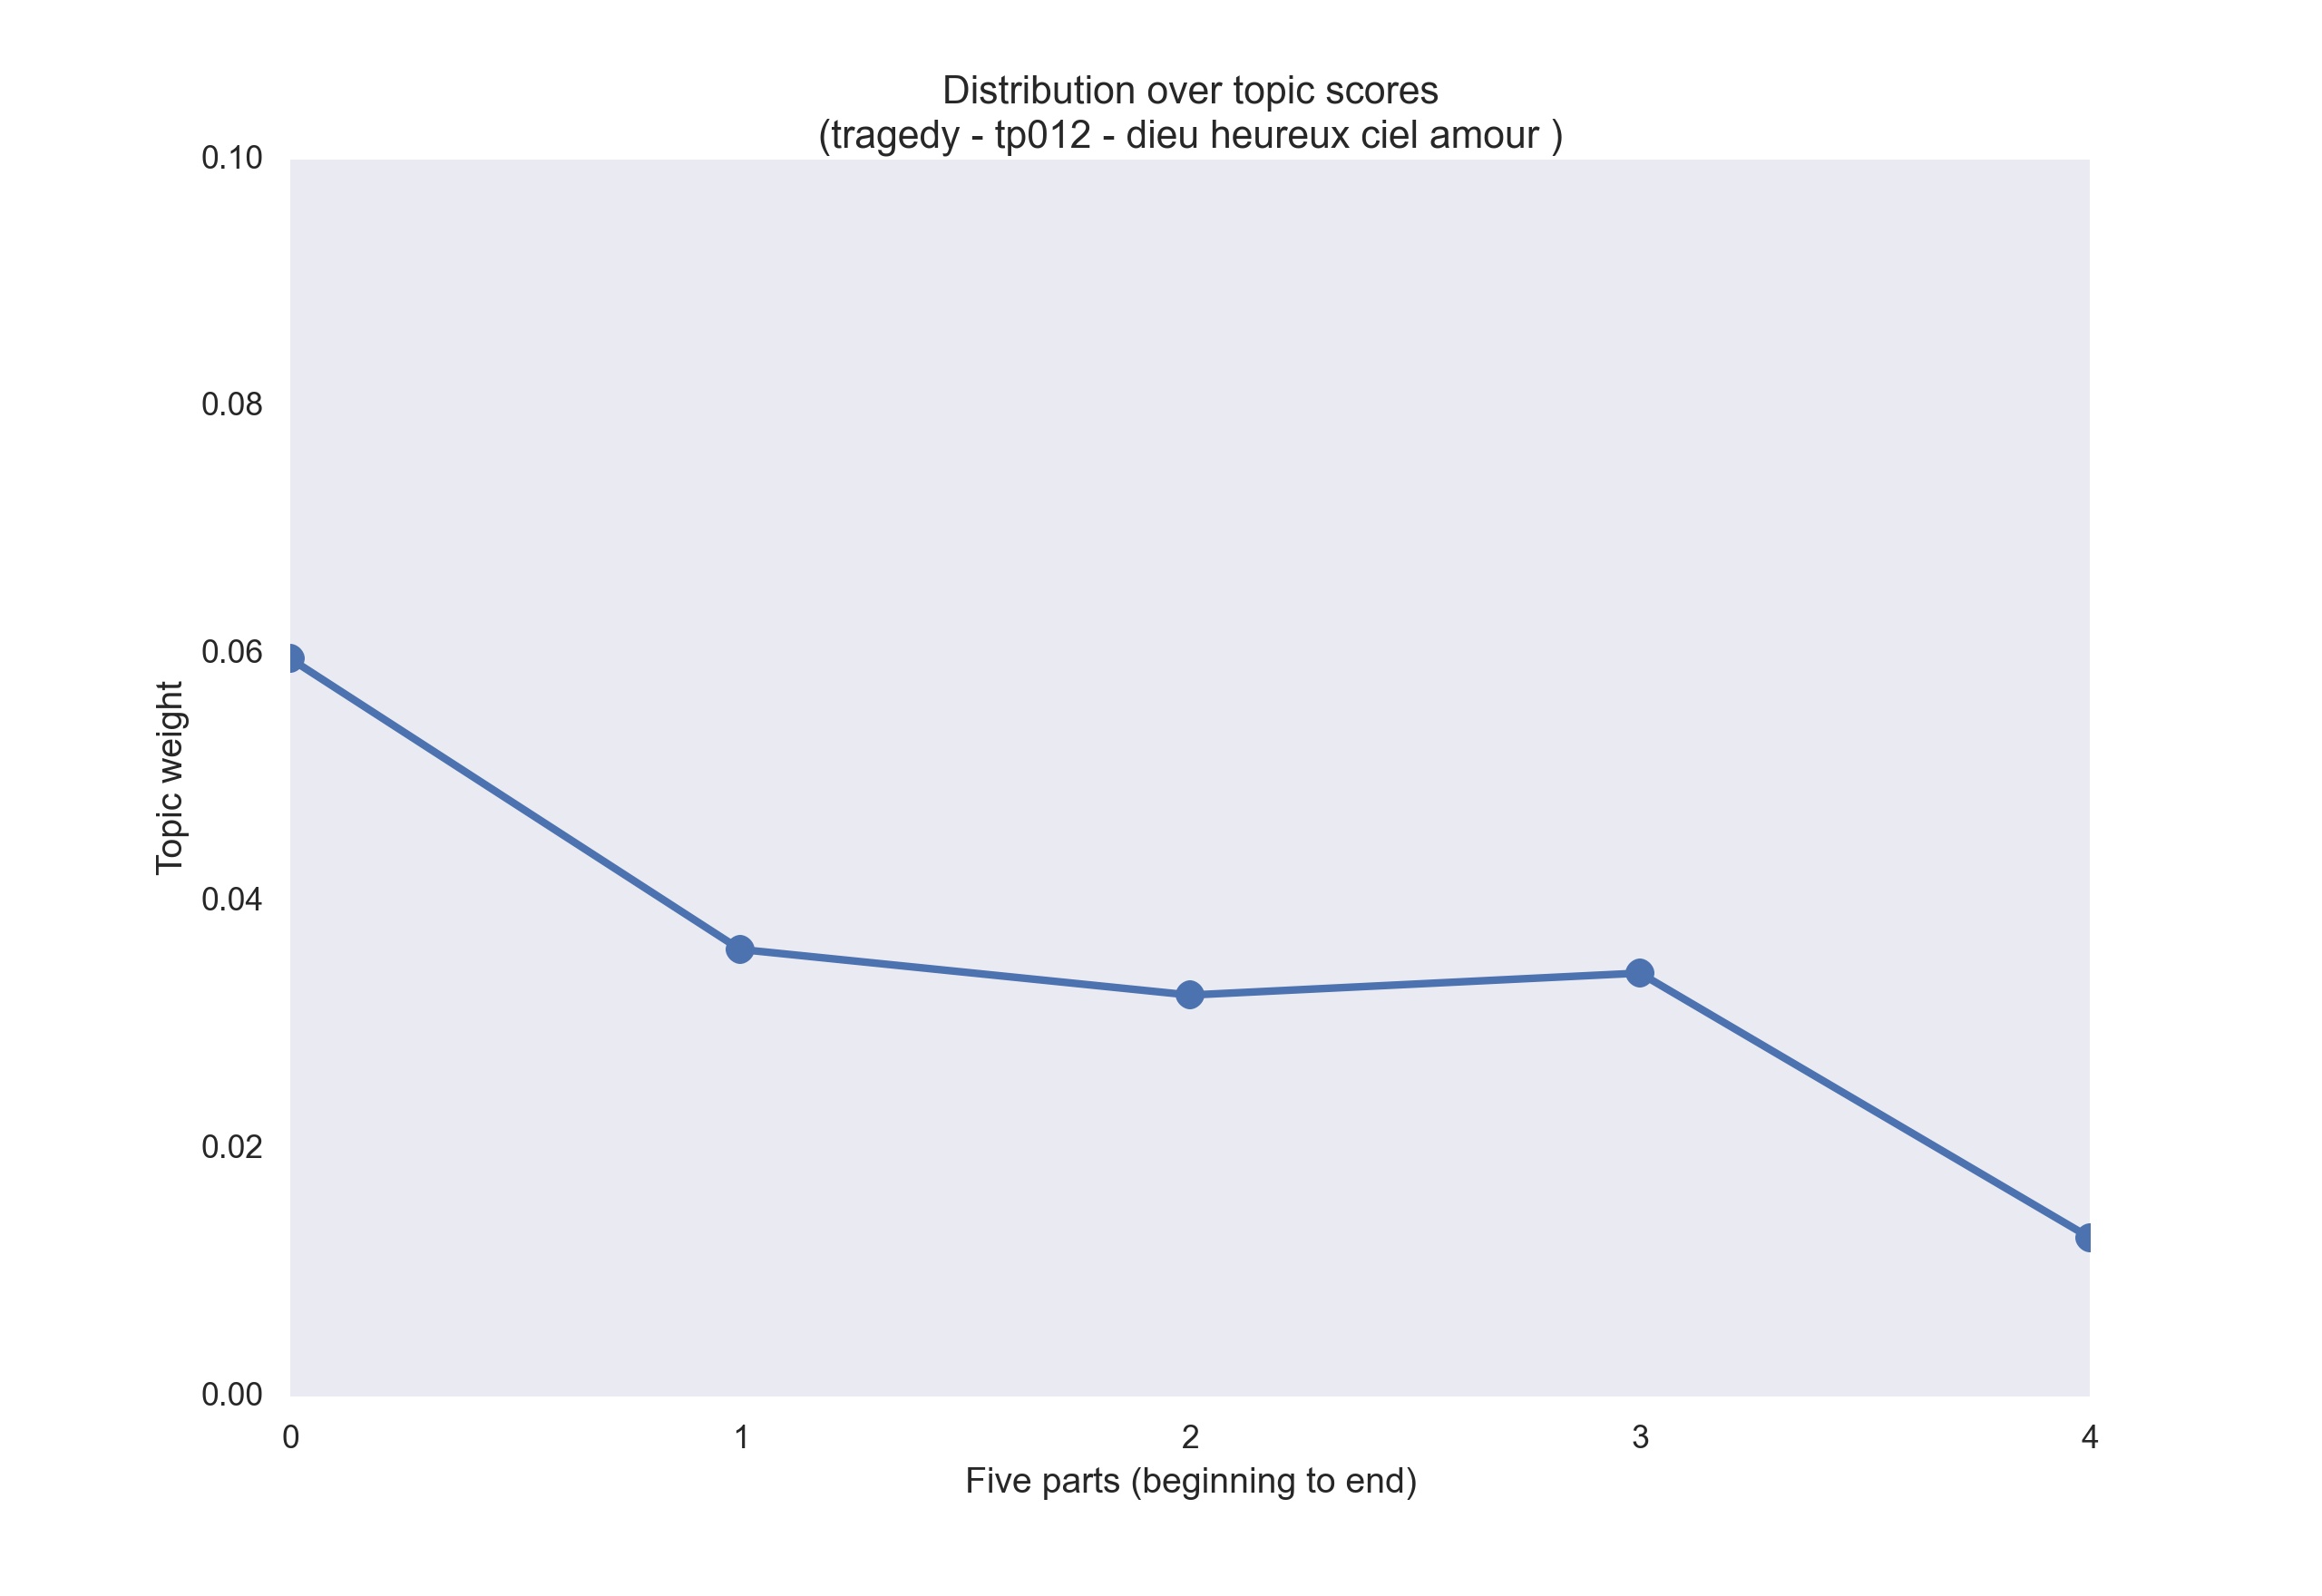 Distribution over topic scores
(tragedy - tp012 - dieu heureux ciel amour )
0.10
0.08
0.06
0.04
0.02
0.00
Topic weight
0 1 2 3 4
Five parts (beginning to end)